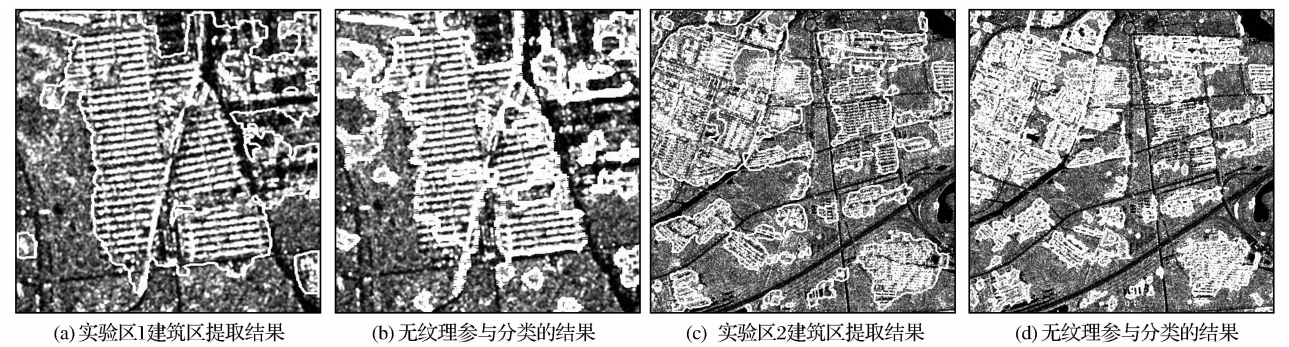 (a) 实验区1建筑区提取结果
(b) 无纹理参与分类的结果
(c) 实验区2建筑区提取结果
(d) 无纹理参与分类的结果